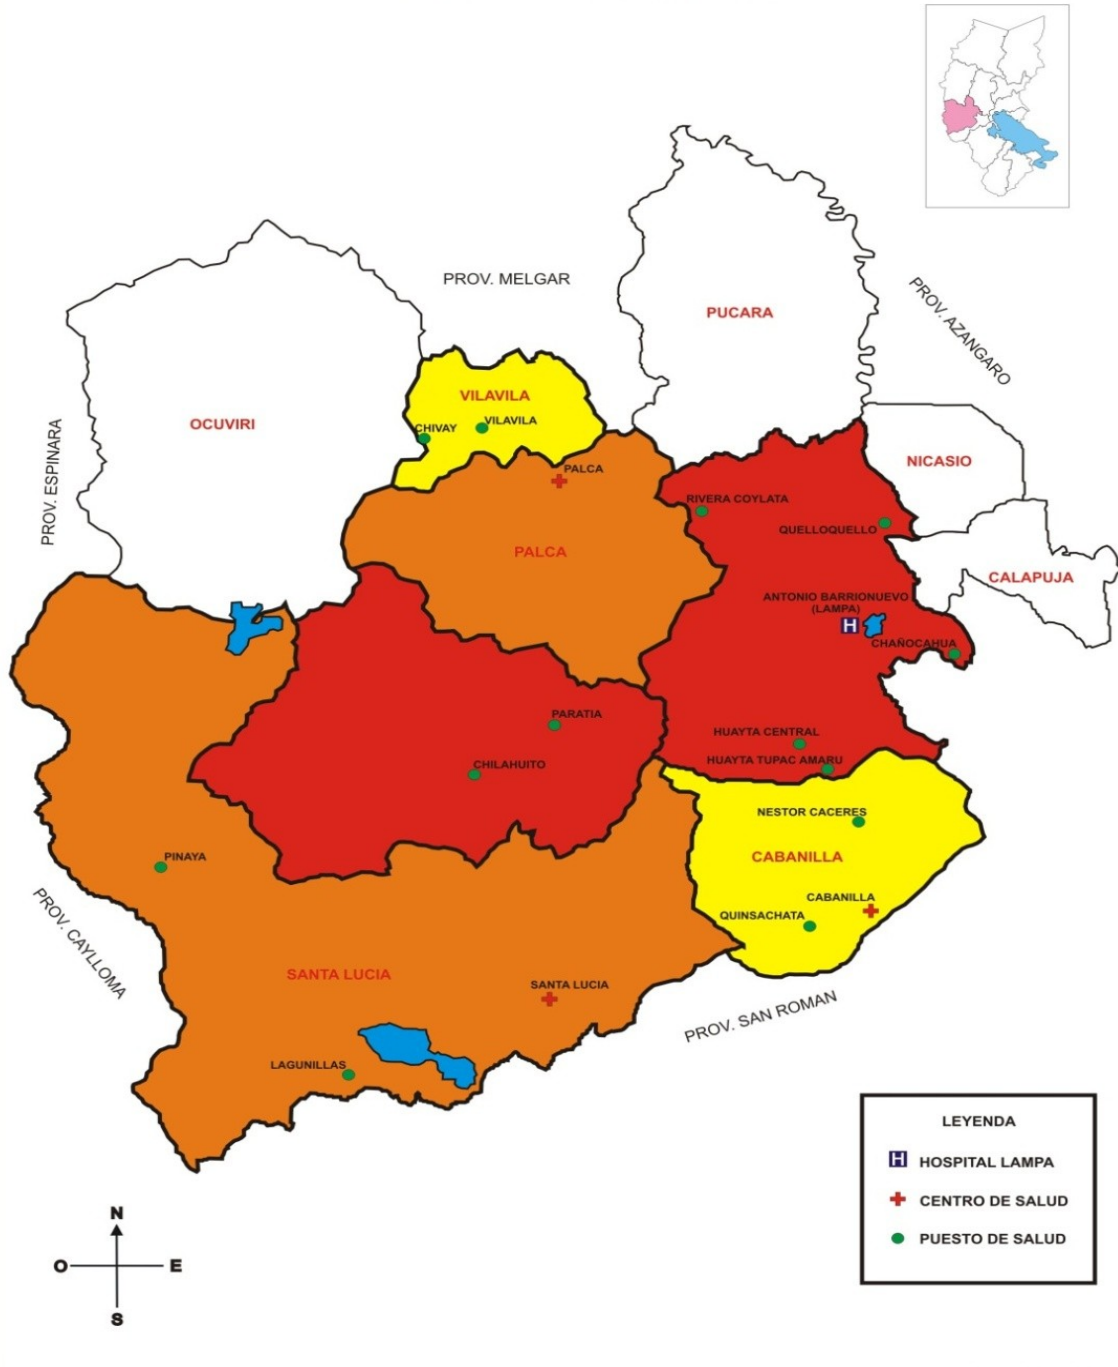 PROV. MELGAR
PUCARA
PROV. AZANGARO
VILAVILA
OCUVIRI
CHIVAY
VILAVILA
PROV. ESPINARA
NICASIO
PALCA
RIVERA COYLATA
QUELLOQUELLO
PALCA
CALAPUJA
ANTONIO BARRIONUEVO
(LAMPA)
H
CHAÑOCAHUA
PARATIA
HUAYTA CENTRAL
CHILAHUITO
HUAYTA TUPAC AMARU
NESTOR CACERES
PINAYA
CABANILLA
CABANILLA
QUINSACHATA
PROV. CAYLLOMA
SANTA LUCIA
SANTA LUCIA
PROV. SAN ROMAN
LAGUNILLAS
LEYENDA
H HOSPITAL LAMPA
CENTRO DE SALUD
PUESTO DE SALUD
N
O E
S